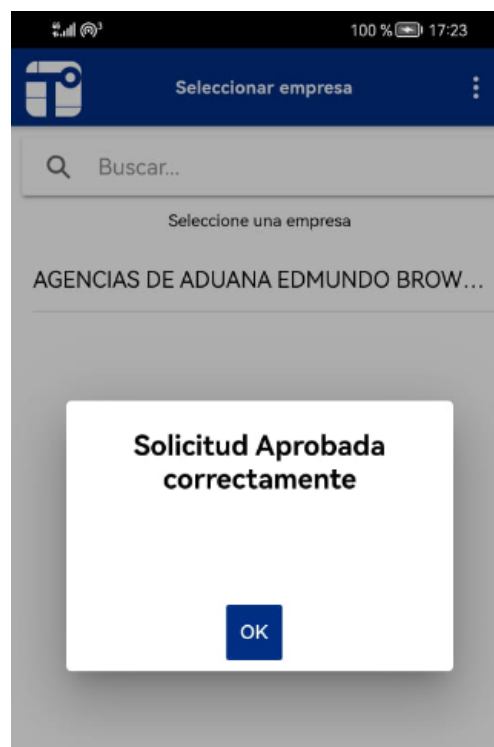 100 % 17:23
Seleccionar empresa
Buscar...
Seleccione una empresa
AGENCIAS DE ADUANA EDMUNDO BROW...
Solicitud Aprobada
correctamente
OK